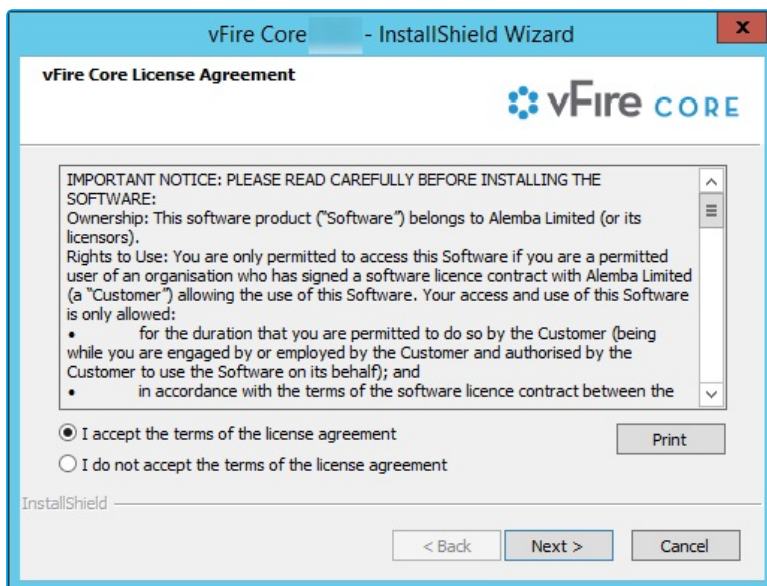 vFire Core - InstallShield Wizard
x
vFire Core License Agreement
vFire CORE
IMPORTANT NOTICE: PLEASE READ CAREFULLY BEFORE INSTALLING THE
SOFTWARE:
Ownership: This software product ("Software") belongs to Alemba Limited (or its
licensors).
Rights to Use: You are only permitted to access this Software if you are a permitted
user of an organisation who has signed a software licence contract with Alemba Limited
(a "Customer") allowing the use of this Software. Your access and use of this Software
is only allowed:
• for the duration that you are permitted to do so by the Customer (being
while you are engaged by or employed by the Customer and authorised by the
Customer to use the Software on its behalf); and
• in accordance with the terms of the software licence contract between the
I accept the terms of the license agreement
Print
I do not accept the terms of the license agreement
InstallShield
< Back Next > Cancel